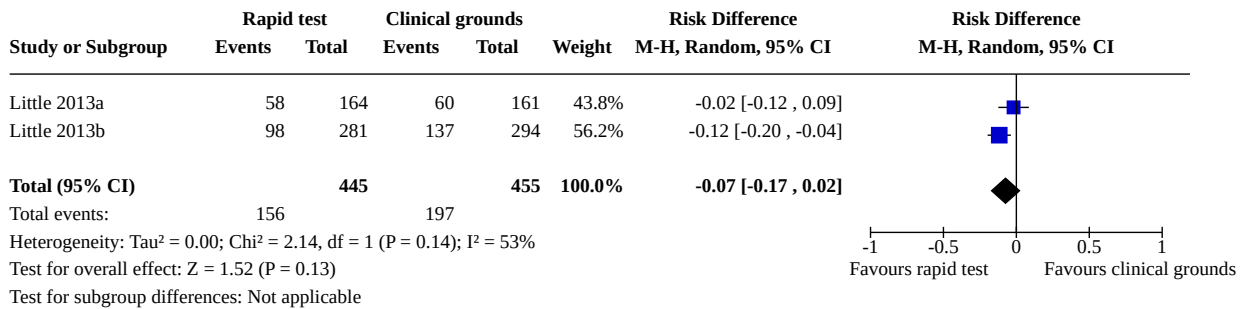 Rapid test Clinical grounds Risk Difference Risk Difference
Study or Subgroup Events Total Events Total Weight M-H, Random, 95% CI M-H, Random, 95% CI
Little 2013a 58 164 60 161 43.8% -0.02 [-0.12 , 0.09]
Little 2013b 98 281 137 294 56.2% -0.12 [-0.20 , -0.04]
Total (95% CI) 445 455 100.0% -0.07 [-0.17 , 0.02]
Total events: 156 197
Heterogeneity: Tau² = 0.00; Chi² = 2.14, df = 1 (P = 0.14); I² = 53%
-1 -0.5 0 0.5 1
Test for overall effect: Z = 1.52 (P = 0.13)
Favours rapid test Favours clinical grounds
Test for subgroup differences: Not applicable